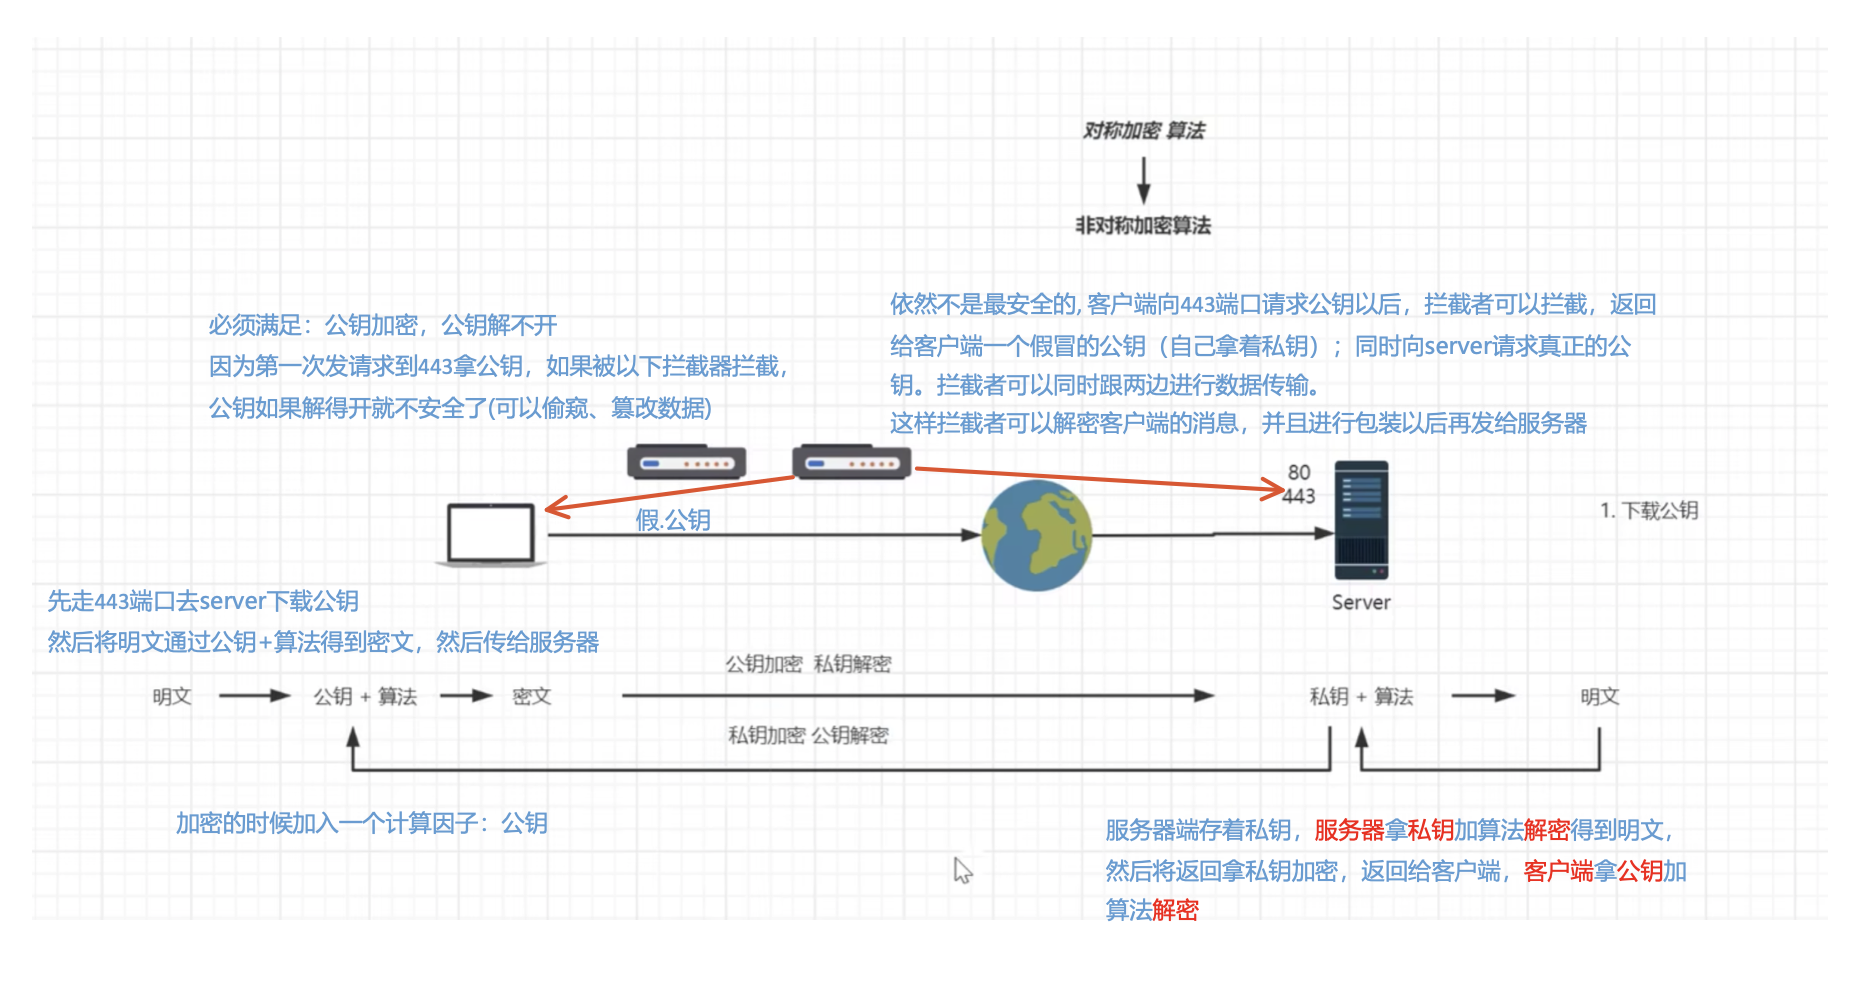 对称加密 算法
非对称加密算法
必须满足：公钥加密，公钥解不开
因为第一次发请求到443拿公钥，如果被以下拦截器拦截，
公钥如果解得开就不安全了(可以偷窥、篡改数据)
依然不是最安全的, 客户端向443端口请求公钥以后，拦截者可以拦截，返回
给客户端一个假冒的公钥（自己拿着私钥）；同时向server请求真正的公
钥。拦截者可以同时跟两边进行数据传输。
这样拦截者可以解密客户端的消息，并且进行包装以后再发给服务器
80
443
假.公钥
1. 下载公钥
Server
先走443端口去server下载公钥
然后将明文通过公钥+算法得到密文，然后传给服务器
公钥加密 私钥解密
明文
公钥 + 算法
密文
私钥 + 算法
明文
私钥加密 公钥解密
加密的时候加入一个计算因子：公钥
服务器端存着私钥，服务器拿私钥加算法解密得到明文，
然后将返回拿私钥加密，返回给客户端，客户端拿公钥加
算法解密